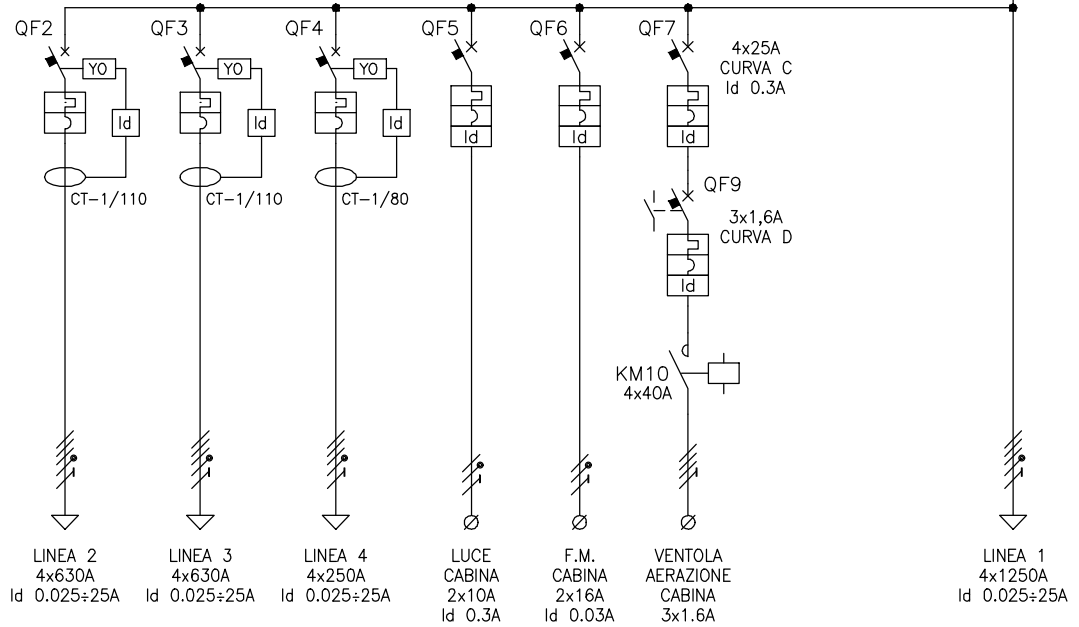 QF2
QF3
QF4
QF5
QF6
QF7
4x25A
CURVA C
Id 0.3A
YO
YO
YO
Id
Id
Id
Id
Id
Id
CT-1/110
CT-1/110
CT-1/80
QF9
3x1,6A
CURVA D
Id
KM10
4x40A
LINEA 2
4x630A
Id 0.025÷25A
LINEA 3
4x630A
Id 0.025÷25A
LINEA 4
4x250A
Id 0.025÷25A
LUCE
CABINA
2x10A
Id 0.3A
F.M.
CABINA
2x16A
Id 0.03A
VENTOLA
AERAZIONE
CABINA
3x1.6A
LINEA 1
4x1250A
Id 0.025÷25A